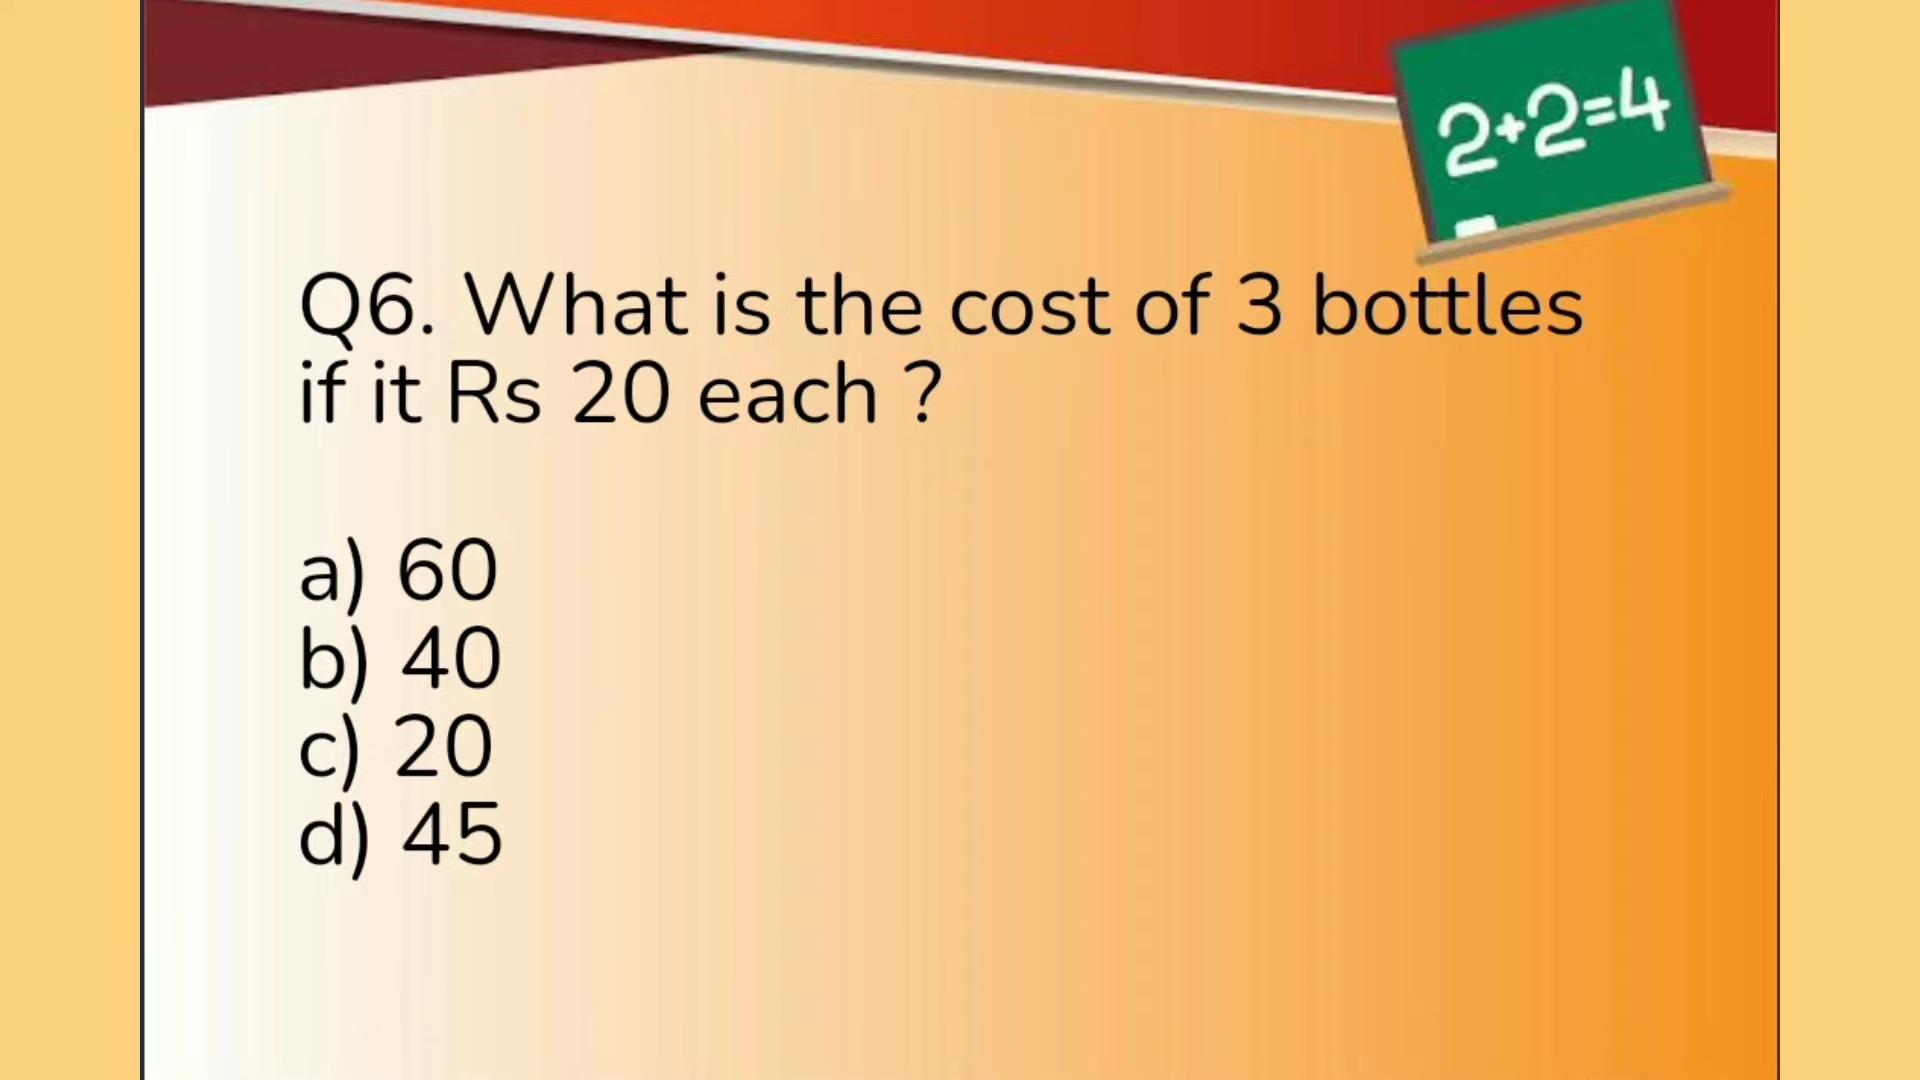 2+2=4
Q6. What is the cost of 3 bottles
if it Rs 20 each ?
a) 60
b) 40
c) 20
d) 45